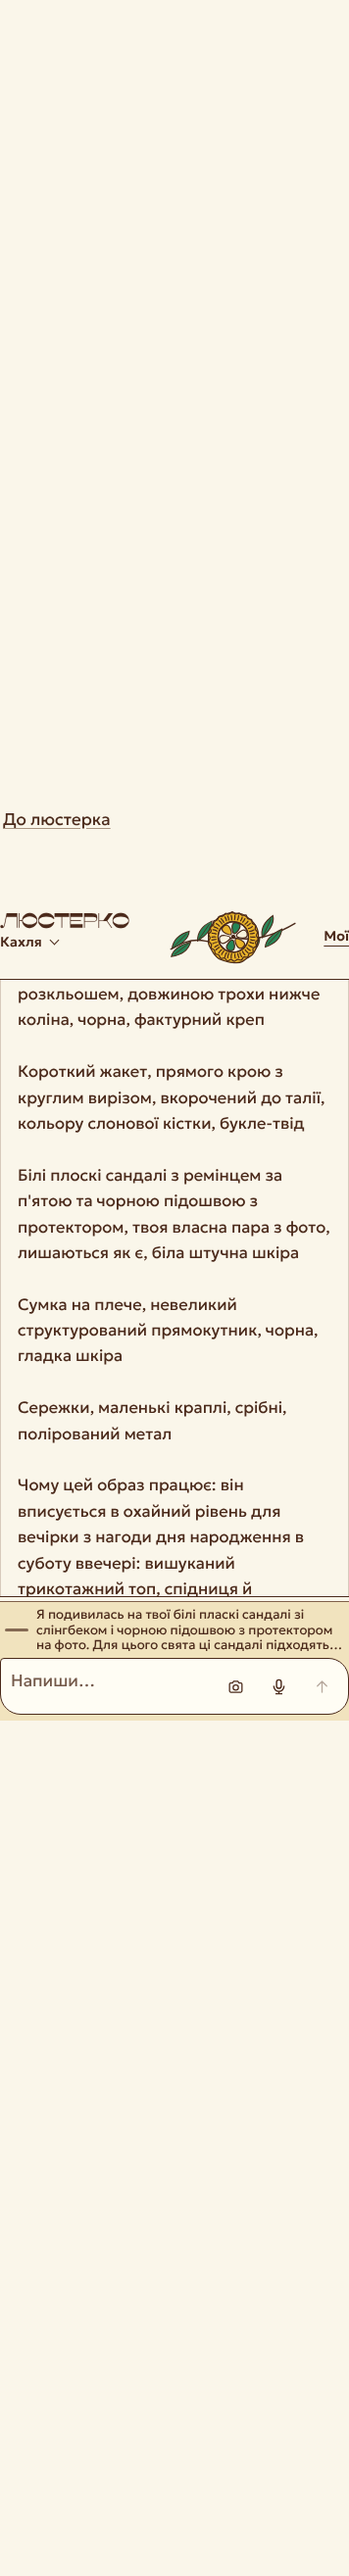 До люстерка
ЛЮСТЕРКО
Кахля
Мої
розкльошем, довжиною трохи нижче
коліна, чорна, фактурний креп
Короткий жакет, прямого крою з
круглим вирізом, вкорочений до талії,
кольору слонової кістки, букле-твід
Білі плоскі сандалі з ремінцем за
п'ятою та чорною підошвою з
протектором, твоя власна пара з фото,
лишаються як є, біла штучна шкіра
Сумка на плече, невеликий
структурований прямокутник, чорна,
гладка шкіра
Сережки, маленькі краплі, срібні,
полірований метал
Чому цей образ працює: він
вписується в охайний рівень для
вечірки з нагоди дня народження в
суботу ввечері: вишуканий
трикотажний топ, спідниця й
Я подивилась на твої білі пласкі сандалі зі
слінгбеком і чорною підошвою з протектором
на фото. Для цього свята ці сандалі підходять…
Напиши…